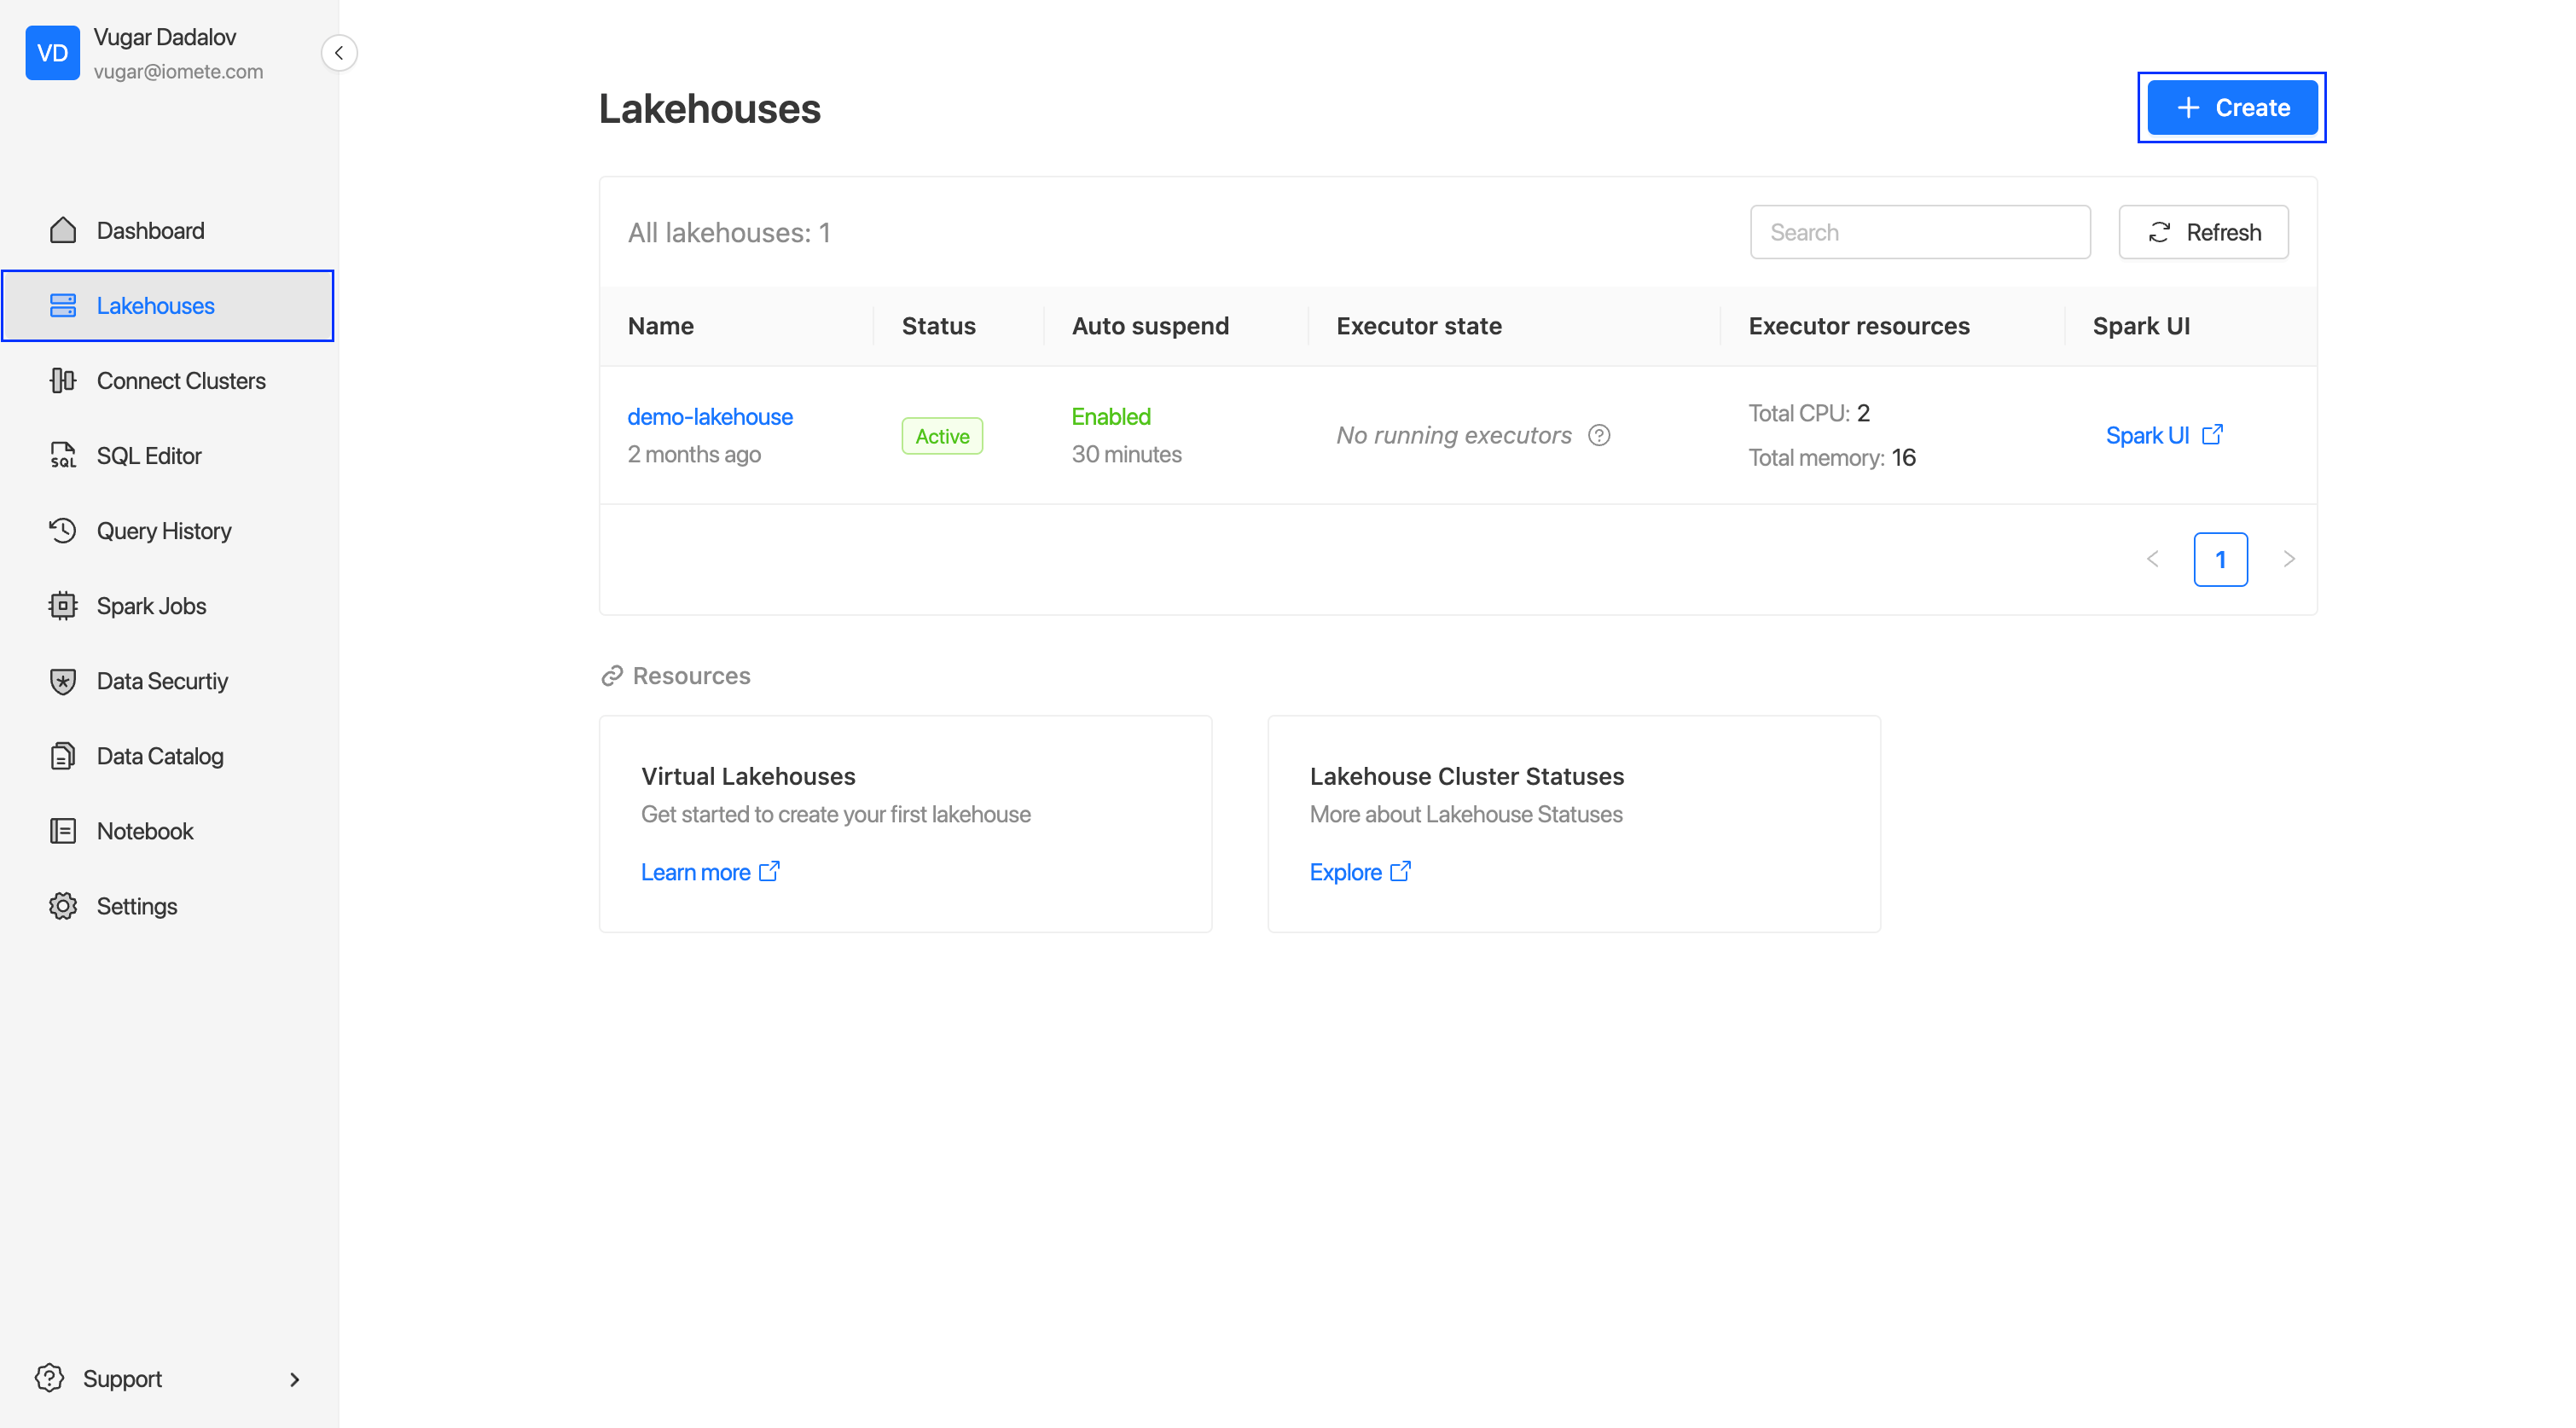 VD
Vugar Dadalov
vugar@iomete.com
Dashboard
Lakehouses
Connect Clusters
SQL
SQL Editor
Query History
Spark Jobs
Data Securtiy
Data Catalog
Notebook
Settings
Support
Lakehouses
Create
All lakehouses: 1
Search
Refresh
Name
Status
Auto suspend
Executor state
Executor resources
Spark UI
demo-lakehouse
2 months ago
Active
Enabled
30 minutes
No running executors
Total CPU: 2
Total memory: 16
Spark UI
1
Resources
Virtual Lakehouses
Get started to create your first lakehouse
Learn more
Lakehouse Cluster Statuses
More about Lakehouse Statuses
Explore